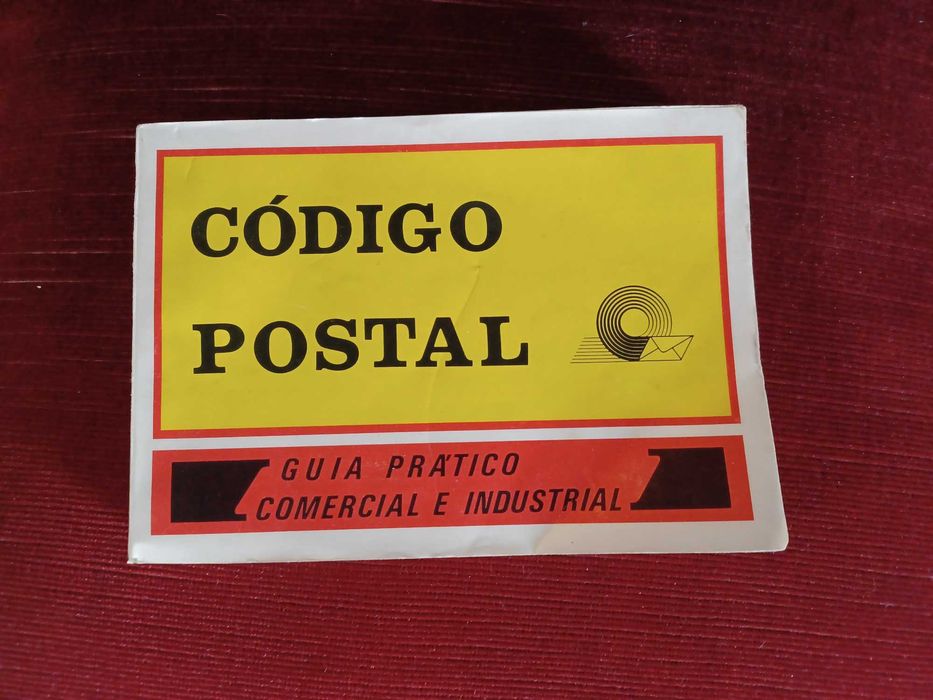 CÓDIGO
POSTAL
GUIA PRÁTICO
COMERCIAL E INDUSTRIAL